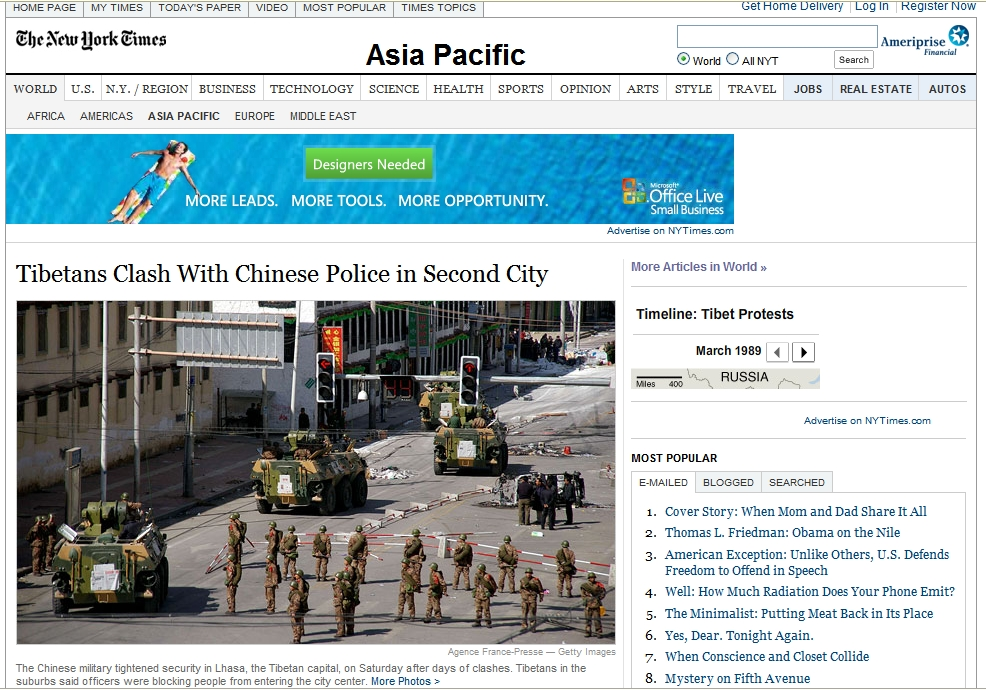 HOME PAGE MY TIMES TODAY'S PAPER VIDEO MOST POPULAR TIMES TOPICS
Get Home Delivery Log In Register Now
The New York Times
Asia Pacific
World All NYT Search
Ameriprise
Financial
WORLD U.S. N.Y. / REGION BUSINESS TECHNOLOGY SCIENCE HEALTH SPORTS OPINION ARTS STYLE TRAVEL JOBS REAL ESTATE AUTOS
AFRICA AMERICAS ASIA PACIFIC EUROPE MIDDLE EAST
Designers Needed
MORE LEADS. MORE TOOLS. MORE OPPORTUNITY.
Microsoft
Office Live
Small Business
Advertise on NYTimes.com
Tibetans Clash With Chinese Police in Second City
Agence France-Presse — Getty Images
The Chinese military tightened security in Lhasa, the Tibetan capital, on Saturday after days of clashes. Tibetans in the
suburbs said officers were blocking people from entering the city center. More Photos >
More Articles in World »
Timeline: Tibet Protests
March 1989
Miles 400
RUSSIA
Advertise on NYTimes.com
MOST POPULAR
E-MAILED BLOGGED SEARCHED
1. Cover Story: When Mom and Dad Share It All
2. Thomas L. Friedman: Obama on the Nile
3. American Exception: Unlike Others, U.S. Defends
Freedom to Offend in Speech
4. Well: How Much Radiation Does Your Phone Emit?
5. The Minimalist: Putting Meat Back in Its Place
6. Yes, Dear. Tonight Again.
7. When Conscience and Closet Collide
8. Mystery on Fifth Avenue